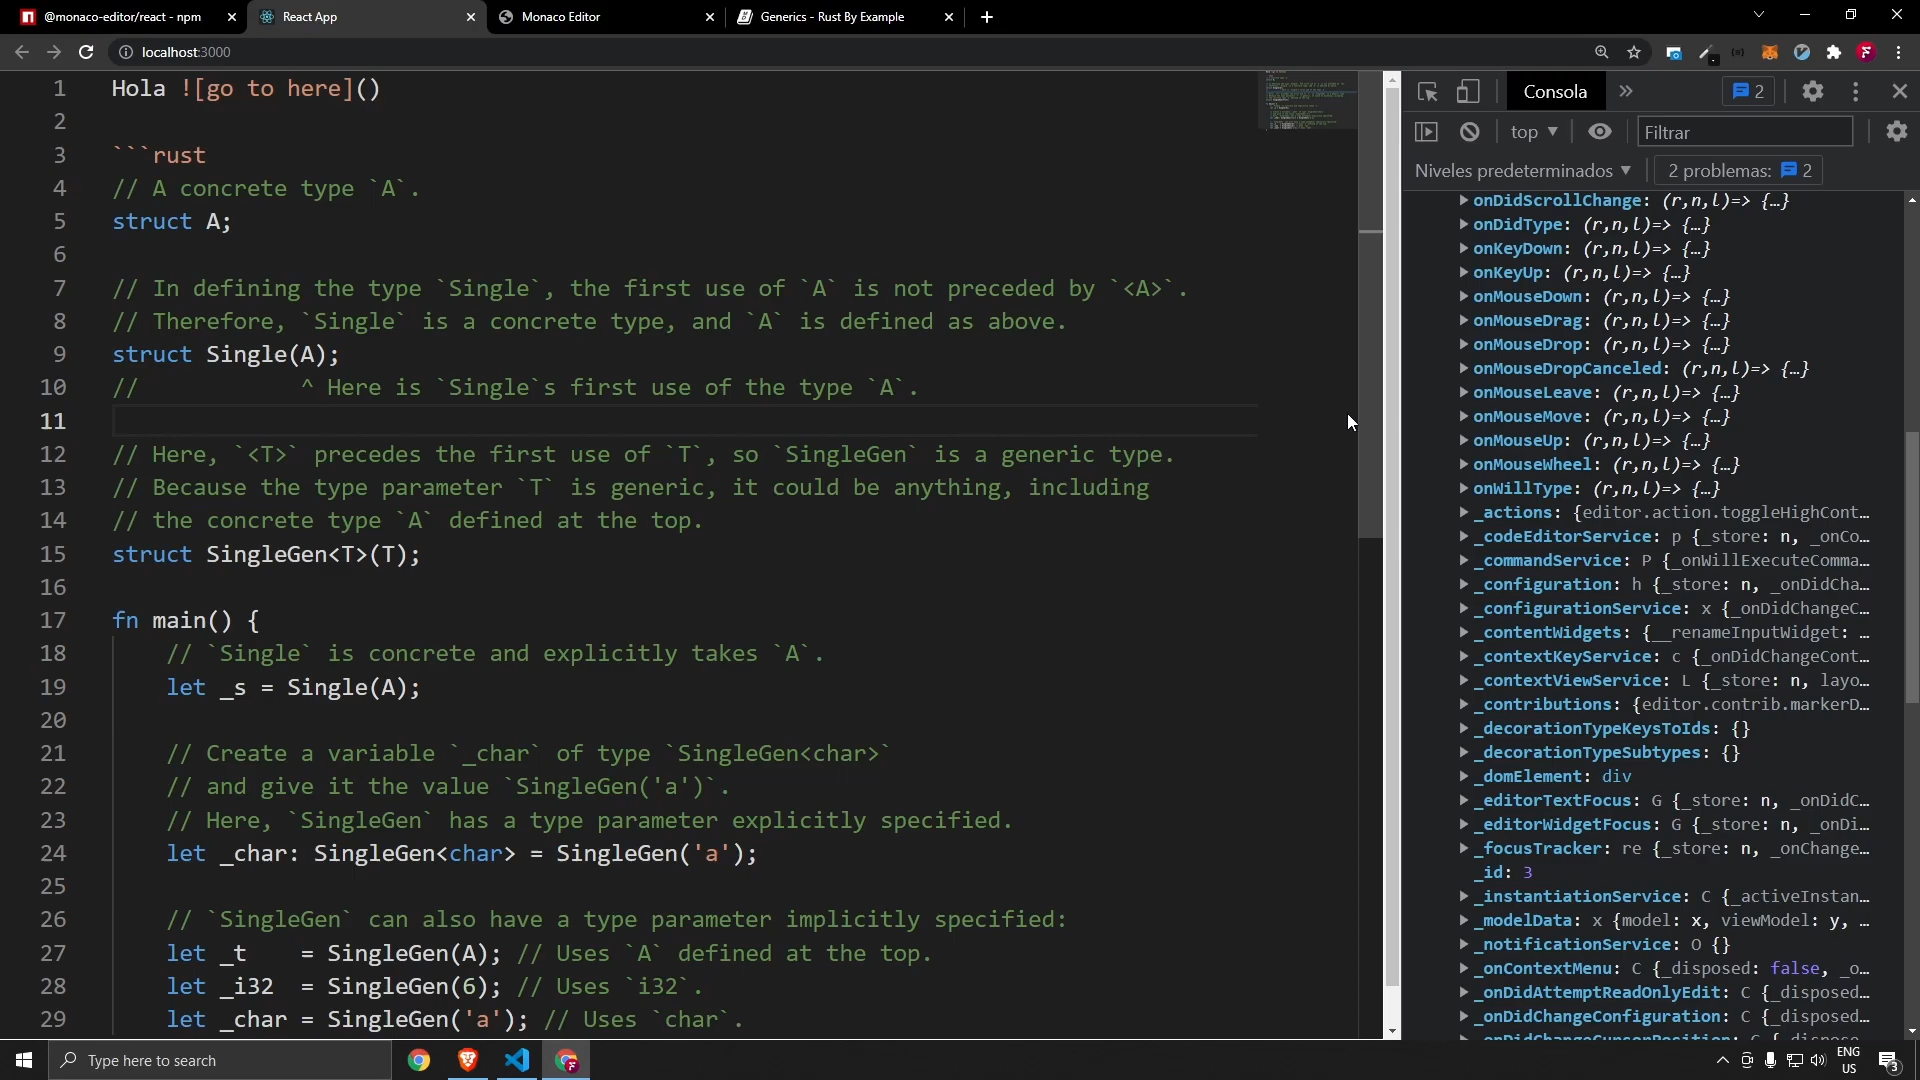 @monaco-editor/react - npm
React App
Monaco Editor
Generics - Rust By Example
localhost:3000
1 Hola ![go to here]()
2
3 ```rust
4 // A concrete type `A`.
5 struct A;
6
7 // In defining the type `Single`, the first use of `A` is not preceded by `<A>`.
8 // Therefore, `Single` is a concrete type, and `A` is defined as above.
9 struct Single(A);
10 //            ^ Here is `Single`s first use of the type `A`.
11
12 // Here, `<T>` precedes the first use of `T`, so `SingleGen` is a generic type.
13 // Because the type parameter `T` is generic, it could be anything, including
14 // the concrete type `A` defined at the top.
15 struct SingleGen<T>(T);
16
17 fn main() {
18     // `Single` is concrete and explicitly takes `A`.
19     let _s = Single(A);
20
21     // Create a variable `_char` of type `SingleGen<char>`
22     // and give it the value `SingleGen('a')`.
23     // Here, `SingleGen` has a type parameter explicitly specified.
24     let _char: SingleGen<char> = SingleGen('a');
25
26     // `SingleGen` can also have a type parameter implicitly specified:
27     let _t    = SingleGen(A); // Uses `A` defined at the top.
28     let _i32  = SingleGen(6); // Uses `i32`.
29     let _char = SingleGen('a'); // Uses `char`.
Consola
2
top
Filtrar
Niveles predeterminados
2 problemas: 2
onDidScrollChange: (r,n,l)=> {…}
onDidType: (r,n,l)=> {…}
onKeyDown: (r,n,l)=> {…}
onKeyUp: (r,n,l)=> {…}
onMouseDown: (r,n,l)=> {…}
onMouseDrag: (r,n,l)=> {…}
onMouseDrop: (r,n,l)=> {…}
onMouseDropCanceled: (r,n,l)=> {…}
onMouseLeave: (r,n,l)=> {…}
onMouseMove: (r,n,l)=> {…}
onMouseUp: (r,n,l)=> {…}
onMouseWheel: (r,n,l)=> {…}
onWillType: (r,n,l)=> {…}
_actions: {editor.action.toggleHighCont…
_codeEditorService: p {_store: n, _onCo…
_commandService: P {_onWillExecuteComma…
_configuration: h {_store: n, _onDidCha…
_configurationService: x {_onDidChangeC…
_contentWidgets: {__renameInputWidget: …
_contextKeyService: c {_onDidChangeCont…
_contextViewService: L {_store: n, layo…
_contributions: {editor.contrib.markerD…
_decorationTypeKeysToIds: {}
_decorationTypeSubtypes: {}
_domElement: div
_editorTextFocus: G {_store: n, _onDidC…
_editorWidgetFocus: G {_store: n, _onDi…
_focusTracker: re {_store: n, _onChange…
_id: 3
_instantiationService: C {_activeInstan…
_modelData: x {model: x, viewModel: y, …
_notificationService: O {}
_onContextMenu: C {_disposed: false, _o…
_onDidAttemptReadOnlyEdit: C {_disposed…
_onDidChangeConfiguration: C {_disposed…
Type here to search
ENG
US
3